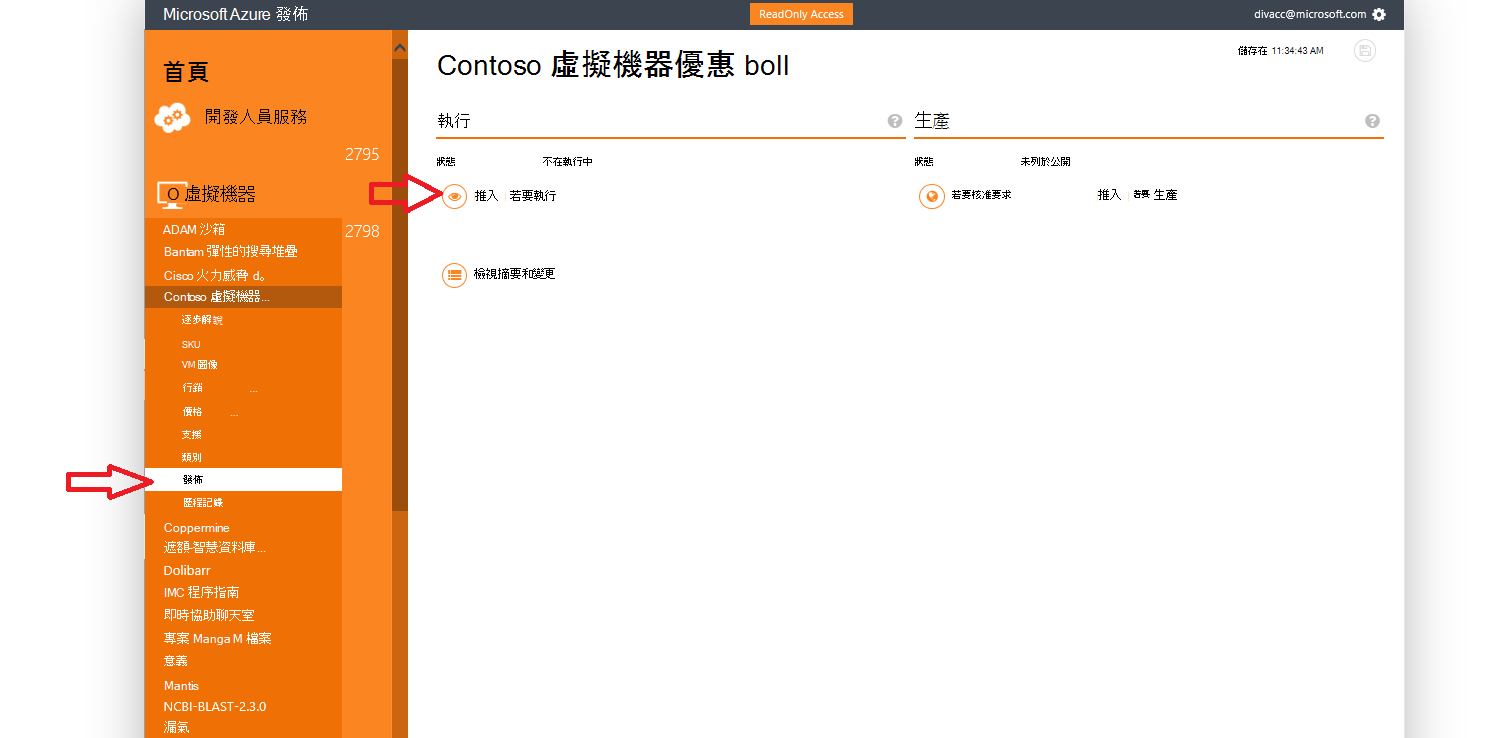 Microsoft Azure 發佈
ReadOnly Access
divacc@microsoft.com
首頁
開發人員服務
2795
O 虛擬機器
2798
ADAM 沙箱
Bantam 彈性的搜尋堆疊
Cisco 火力威脅 d。
Contoso 虛擬機器...
逐步解說
SKU
VM 圖像
行銷 ...
價格 ...
支援
類別
發佈
歷程記錄
Coppermine
遮額-智慧資料庫...
Dolibarr
IMC 程序指南
即時協助聊天室
專案 Manga M 檔案
意義
Mantis
NCBI-BLAST-2.3.0
漏氣
儲存在 11:34:43 AM
Contoso 虛擬機器優惠 boll
執行
狀態 不在執行中
推入 若要執行
檢視摘要和變更
生產
狀態 未列於公開
若要核准要求 推入 若要 生產